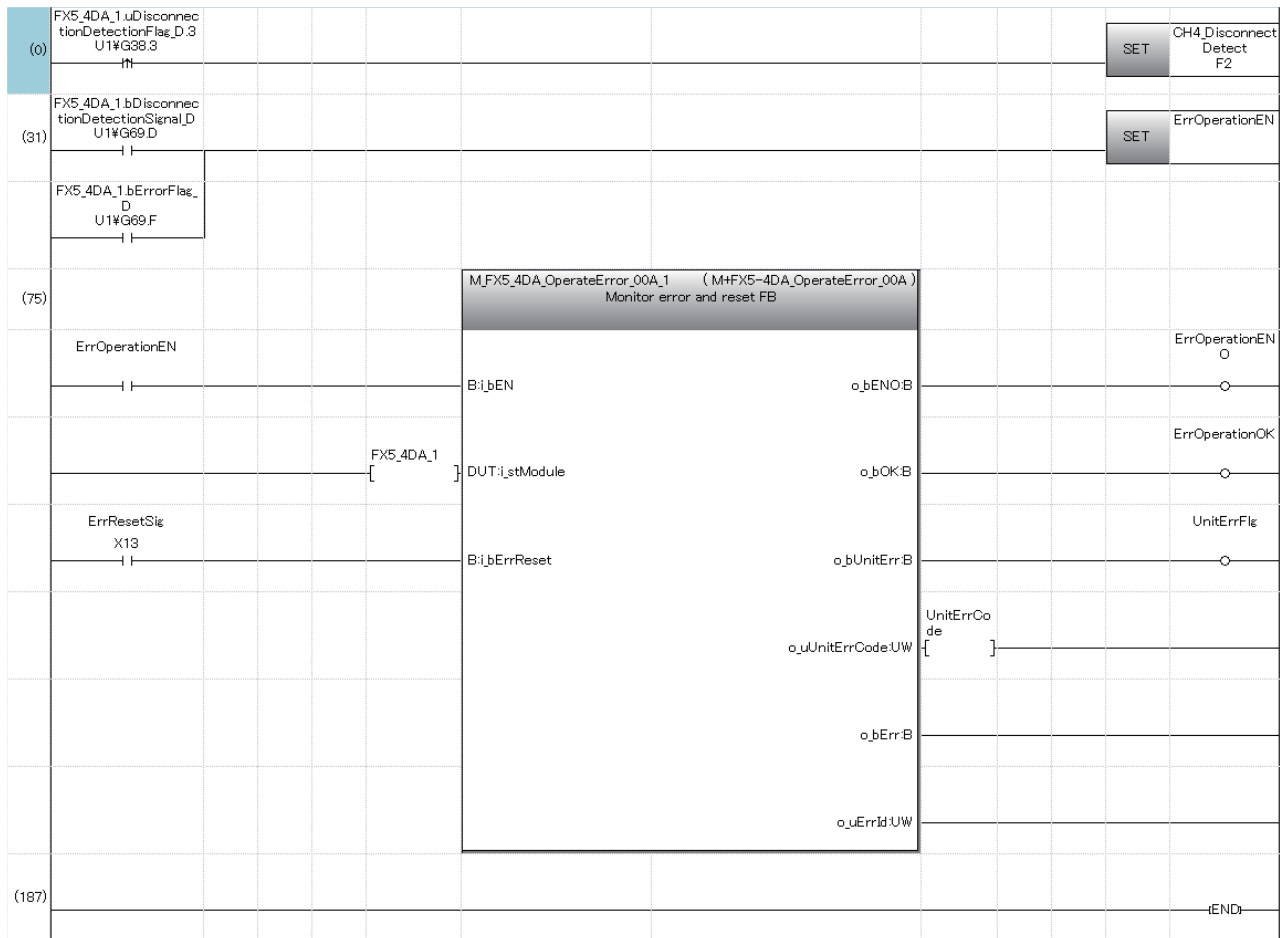 FX5_4DA_1.uDisconnec
tionDetectionFlag_D.3
U1¥G38.3
(0)
SET
CH4_Disconnect
Detect
F2
FX5_4DA_1.bDisconnec
tionDetectionSignal_D
U1¥G69.D
(31)
SET
ErrOperationEN
FX5_4DA_1.bErrorFlag_
D
U1¥G69.F
(75)
M_FX5_4DA_OperateError_00A_1 (M+FX5-4DA_OperateError_00A)
Monitor error and reset FB
ErrOperationEN
B:i_bEN
o_bENO:B
ErrOperationEN
O
FX5_4DA_1
DUT:i_stModule
o_bOK:B
ErrOperationOK
ErrResetSig
X13
B:i_bErrReset
o_bUnitErr:B
UnitErrFlg
o_uUnitErrCode:UW
UnitErrCo
de
o_bErr:B
o_uErrId:UW
(187)
END